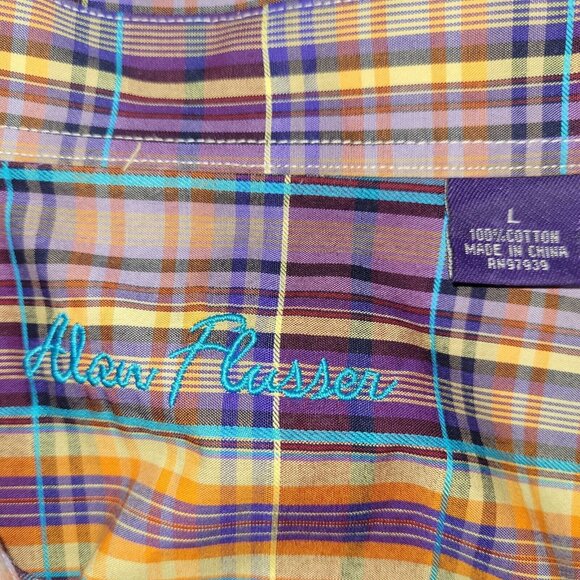 L
100% COTTON
MADE IN CHINA
RN97939
Alan Flusser